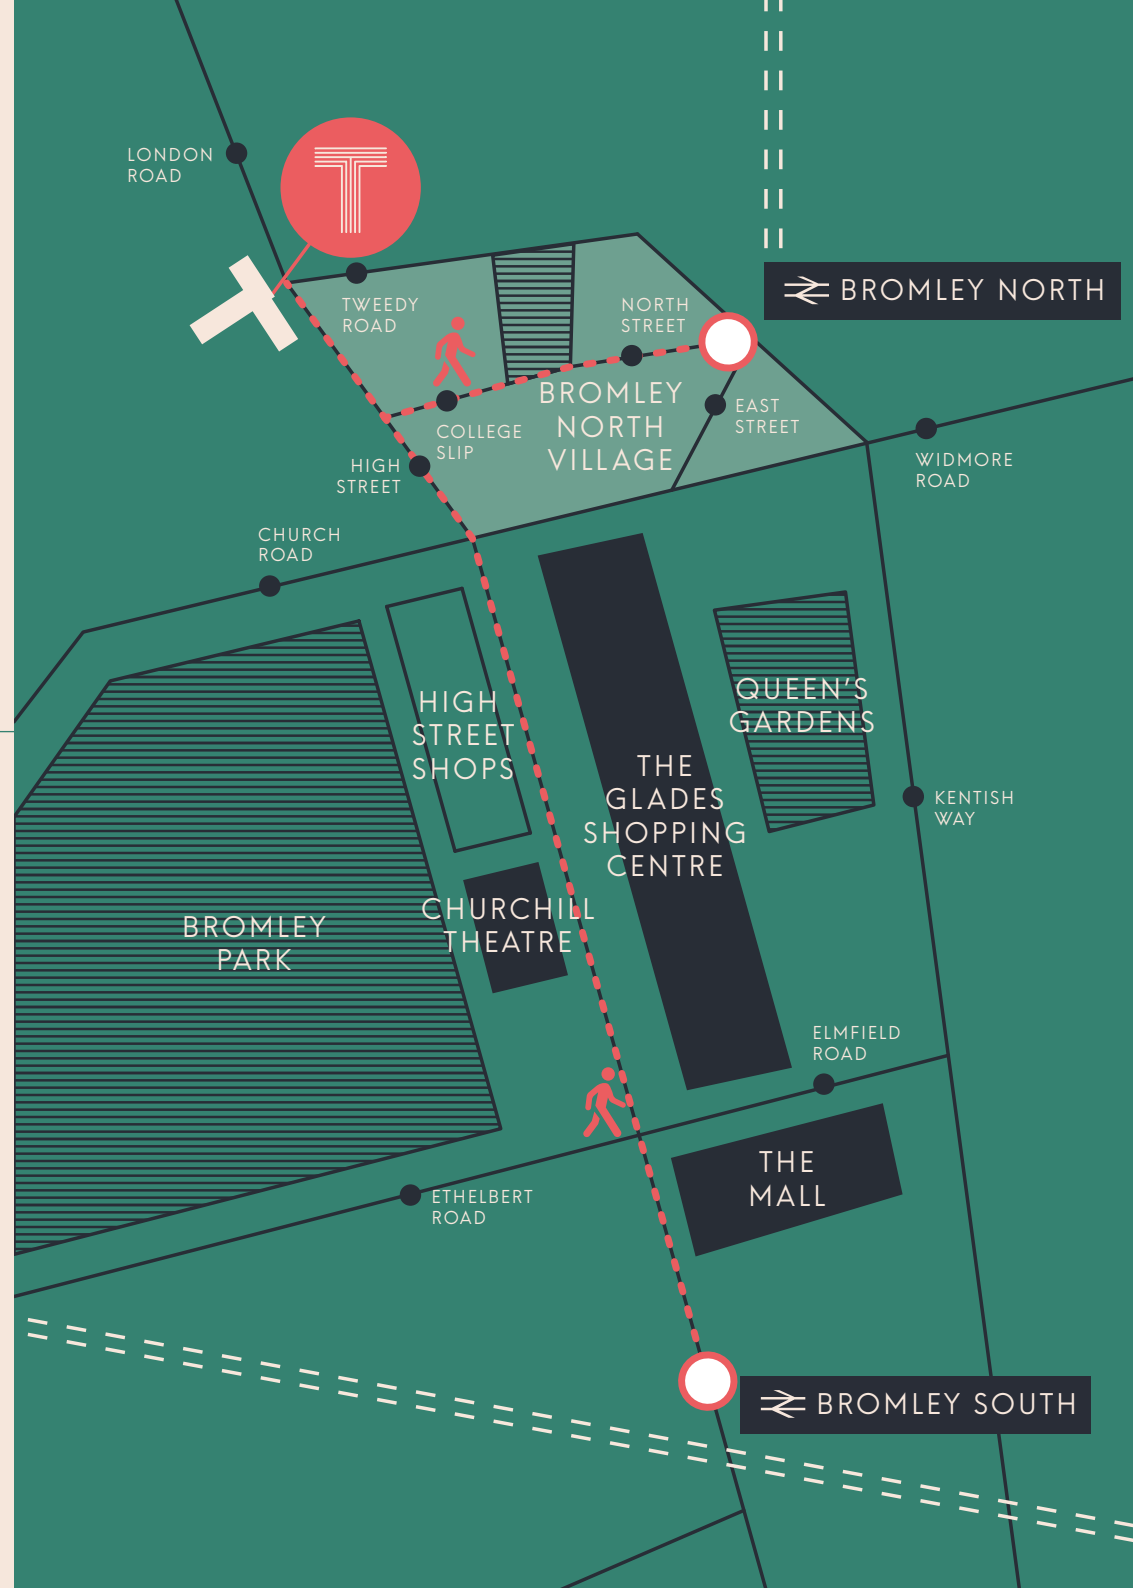 LONDON
ROAD
T
BROMLEY NORTH
TWEEDY
ROAD
NORTH
STREET
BROMLEY
NORTH
VILLAGE
EAST
STREET
COLLEGE
SLIP
HIGH
STREET
WIDMORE
ROAD
CHURCH
ROAD
HIGH
STREET
SHOPS
QUEEN'S
GARDENS
THE
GLADES
SHOPPING
CENTRE
KENTISH
WAY
CHURCHILL
THEATRE
BROMLEY
PARK
ELMFIELD
ROAD
THE
MALL
ETHELBERT
ROAD
BROMLEY SOUTH